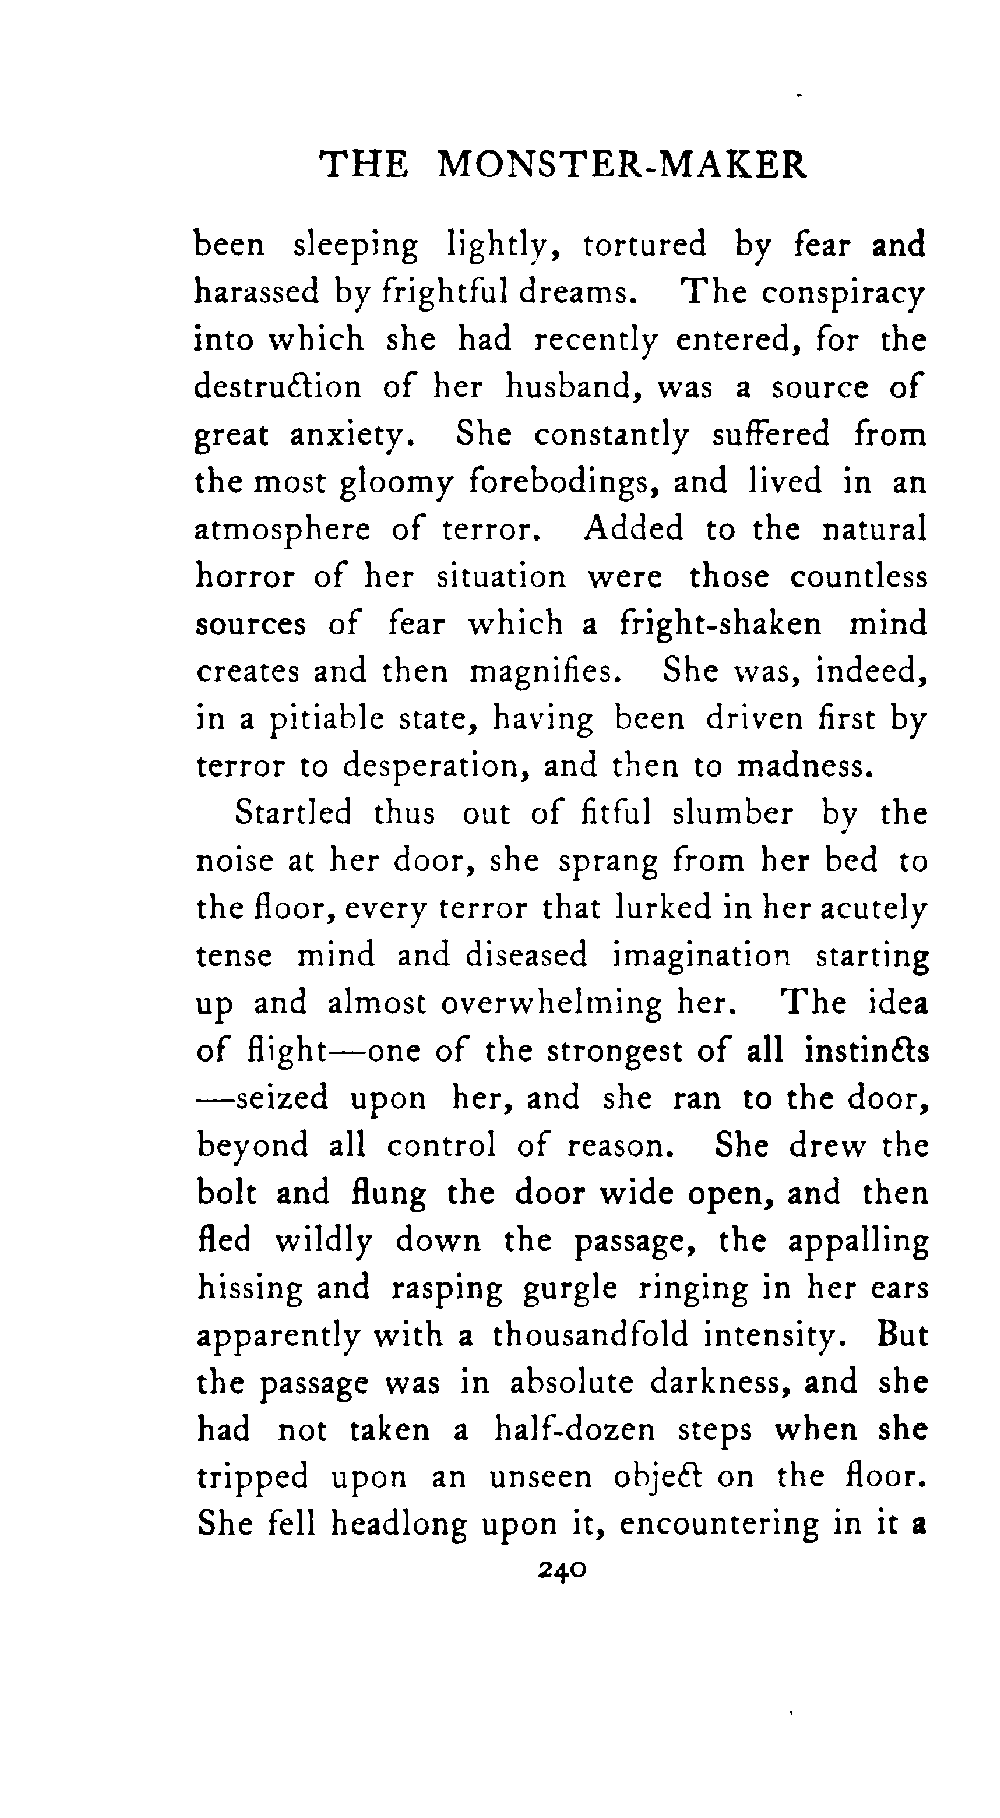 THE MONSTER-MAKER
been sleeping lightly, tortured by fear and
harassed by frightful dreams. The conspiracy
into which she had recently entered, for the
destruction of her husband, was a source of
great anxiety. She constantly suffered from
the most gloomy forebodings, and lived in an
atmosphere of terror. Added to the natural
horror of her situation were those countless
sources of fear which a fright-shaken mind
creates and then magnifies. She was, indeed,
in a pitiable state, having been driven first by
terror to desperation, and then to madness.
Startled thus out of fitful slumber by the
noise at her door, she sprang from her bed to
the floor, every terror that lurked in her acutely
tense mind and diseased imagination starting
up and almost overwhelming her. The idea
of flight—one of the strongest of all instincts
—seized upon her, and she ran to the door,
beyond all control of reason. She drew the
bolt and flung the door wide open, and then
fled wildly down the passage, the appalling
hissing and rasping gurgle ringing in her ears
apparently with a thousandfold intensity. But
the passage was in absolute darkness, and she
had not taken a half-dozen steps when she
tripped upon an unseen object on the floor.
She fell headlong upon it, encountering in it a
240